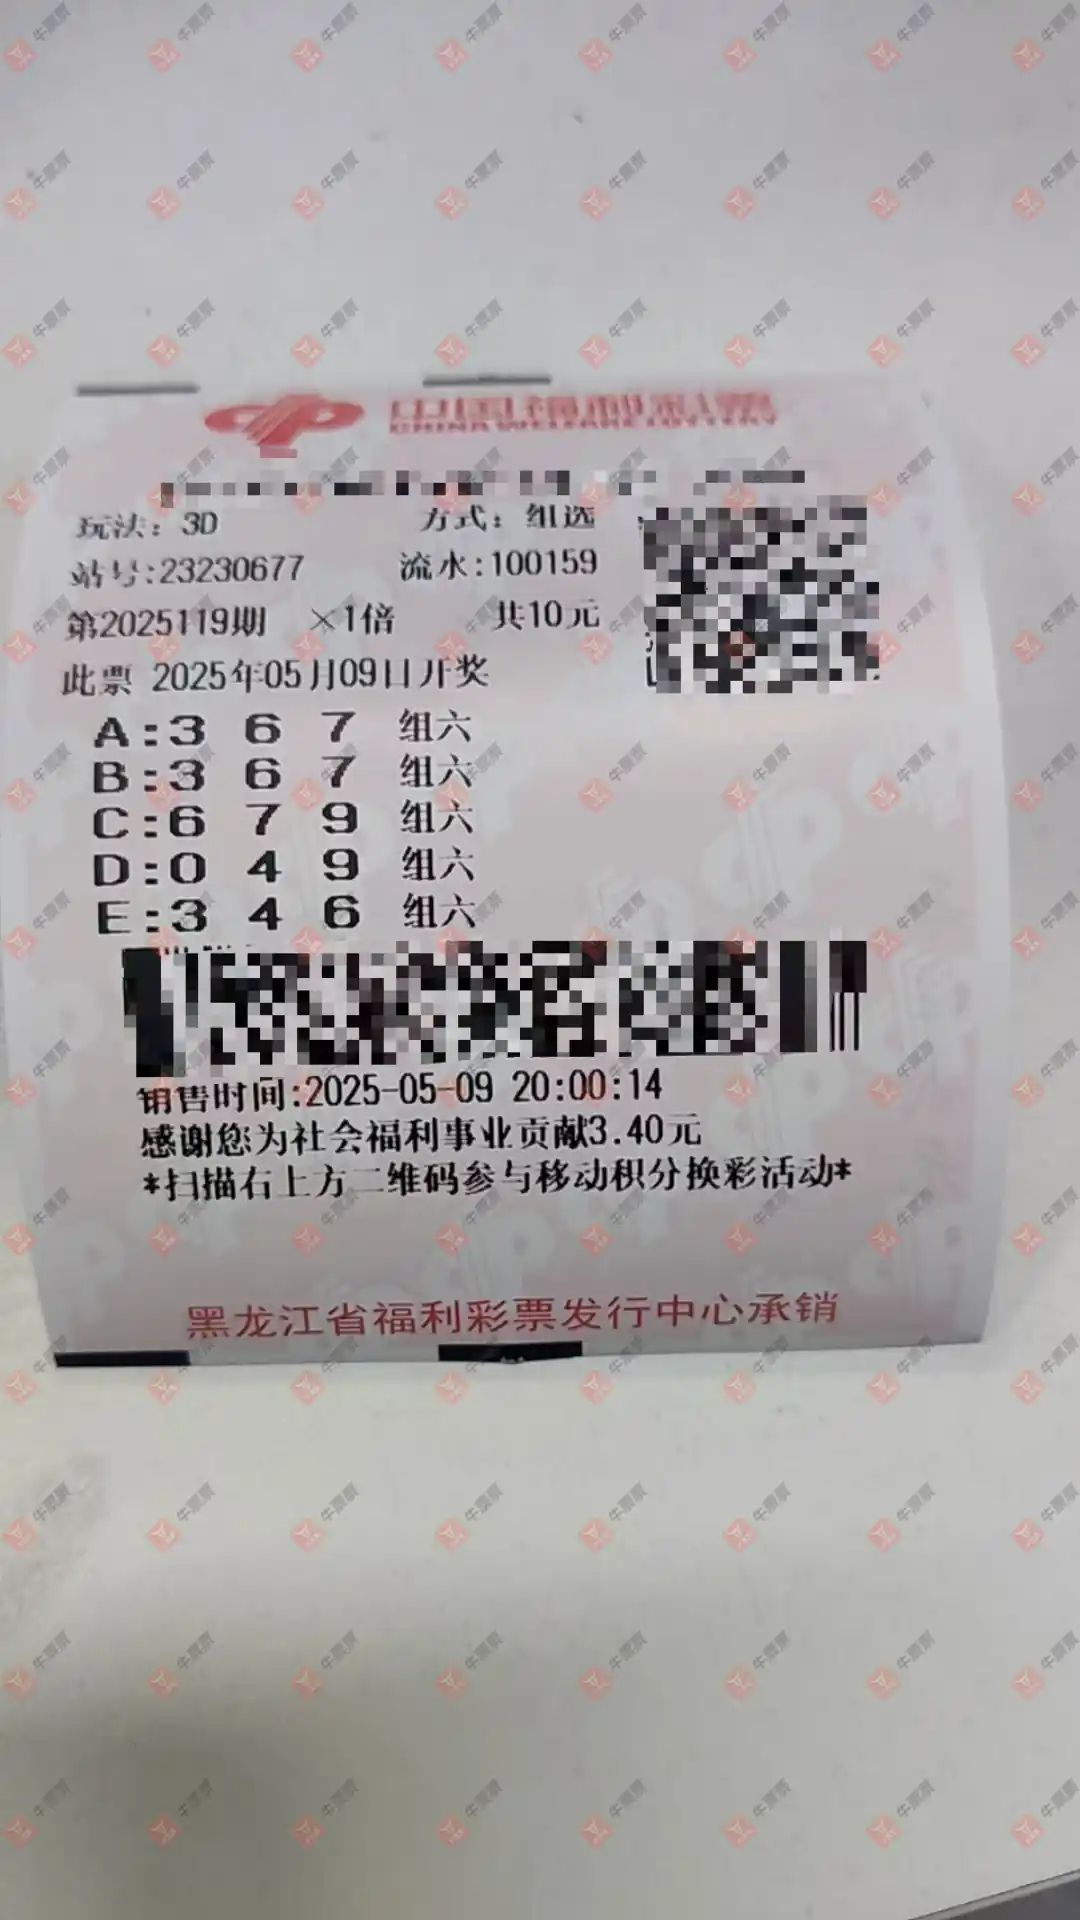 中国福利彩票
CHINA WELFARE LOTTERY
玩法：3D 方式：组选
站号:23230677 流水:100159
第2025119期 ×1倍 共10元
此票 2025年05月09日开奖
A:3 6 7 组六
B:3 6 7 组六
C:6 7 9 组六
D:0 4 9 组六
E:3 4 6 组六
销售时间:2025-05-09 20:00:14
感谢您为社会福利事业贡献3.40元
*扫描右上方二维码参与移动积分换彩活动*
黑龙江省福利彩票发行中心承销
牛票票